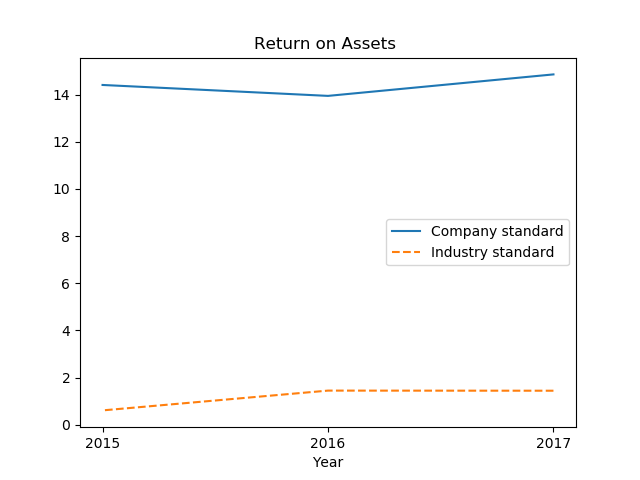 Return on Assets
14
12
10
8
6
4
2
0
Company standard
Industry standard
2015 2016 2017
Year